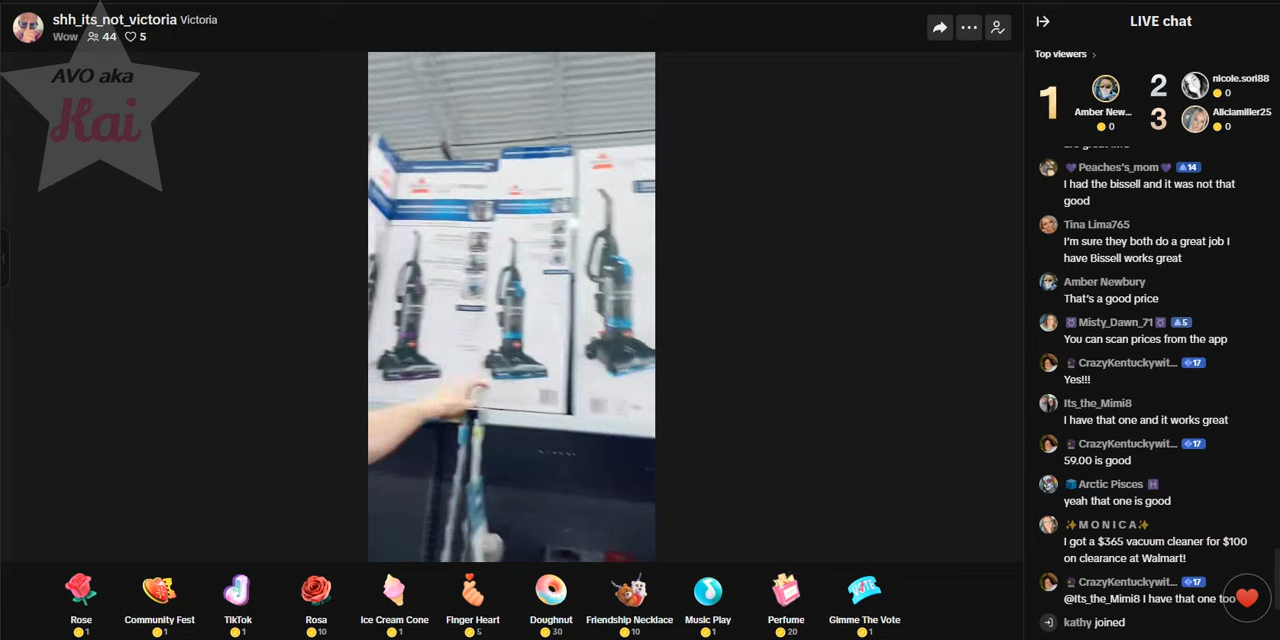 shh_its_not_victoria Victoria
Wow 44 5
AVO aka
Kai
LIVE chat
Top viewers
1
Amber New...
0
2
nicole.sorl88
0
3
Aliciamiller25
0
Peaches's_mom 14
I had the bissell and it was not that
good
Tina Lima765
I'm sure they both do a great job I
have Bissell works great
Amber Newbury
That's a good price
Misty_Dawn_71 5
You can scan prices from the app
CrazyKentuckywit... 17
Yes!!!
Its_the_Mimi8
I have that one and it works great
CrazyKentuckywit... 17
59.00 is good
Arctic Pisces
yeah that one is good
M O N I C A
I got a $365 vacuum cleaner for $100
on clearance at Walmart!
CrazyKentuckywit... 17
@Its_the_Mimi8 I have that one too
kathy joined
Rose
1
Community Fest
1
TikTok
1
Rosa
10
Ice Cream Cone
1
Finger Heart
5
Doughnut
30
Friendship Necklace
10
Music Play
1
Perfume
20
VOTE
Gimme The Vote
1